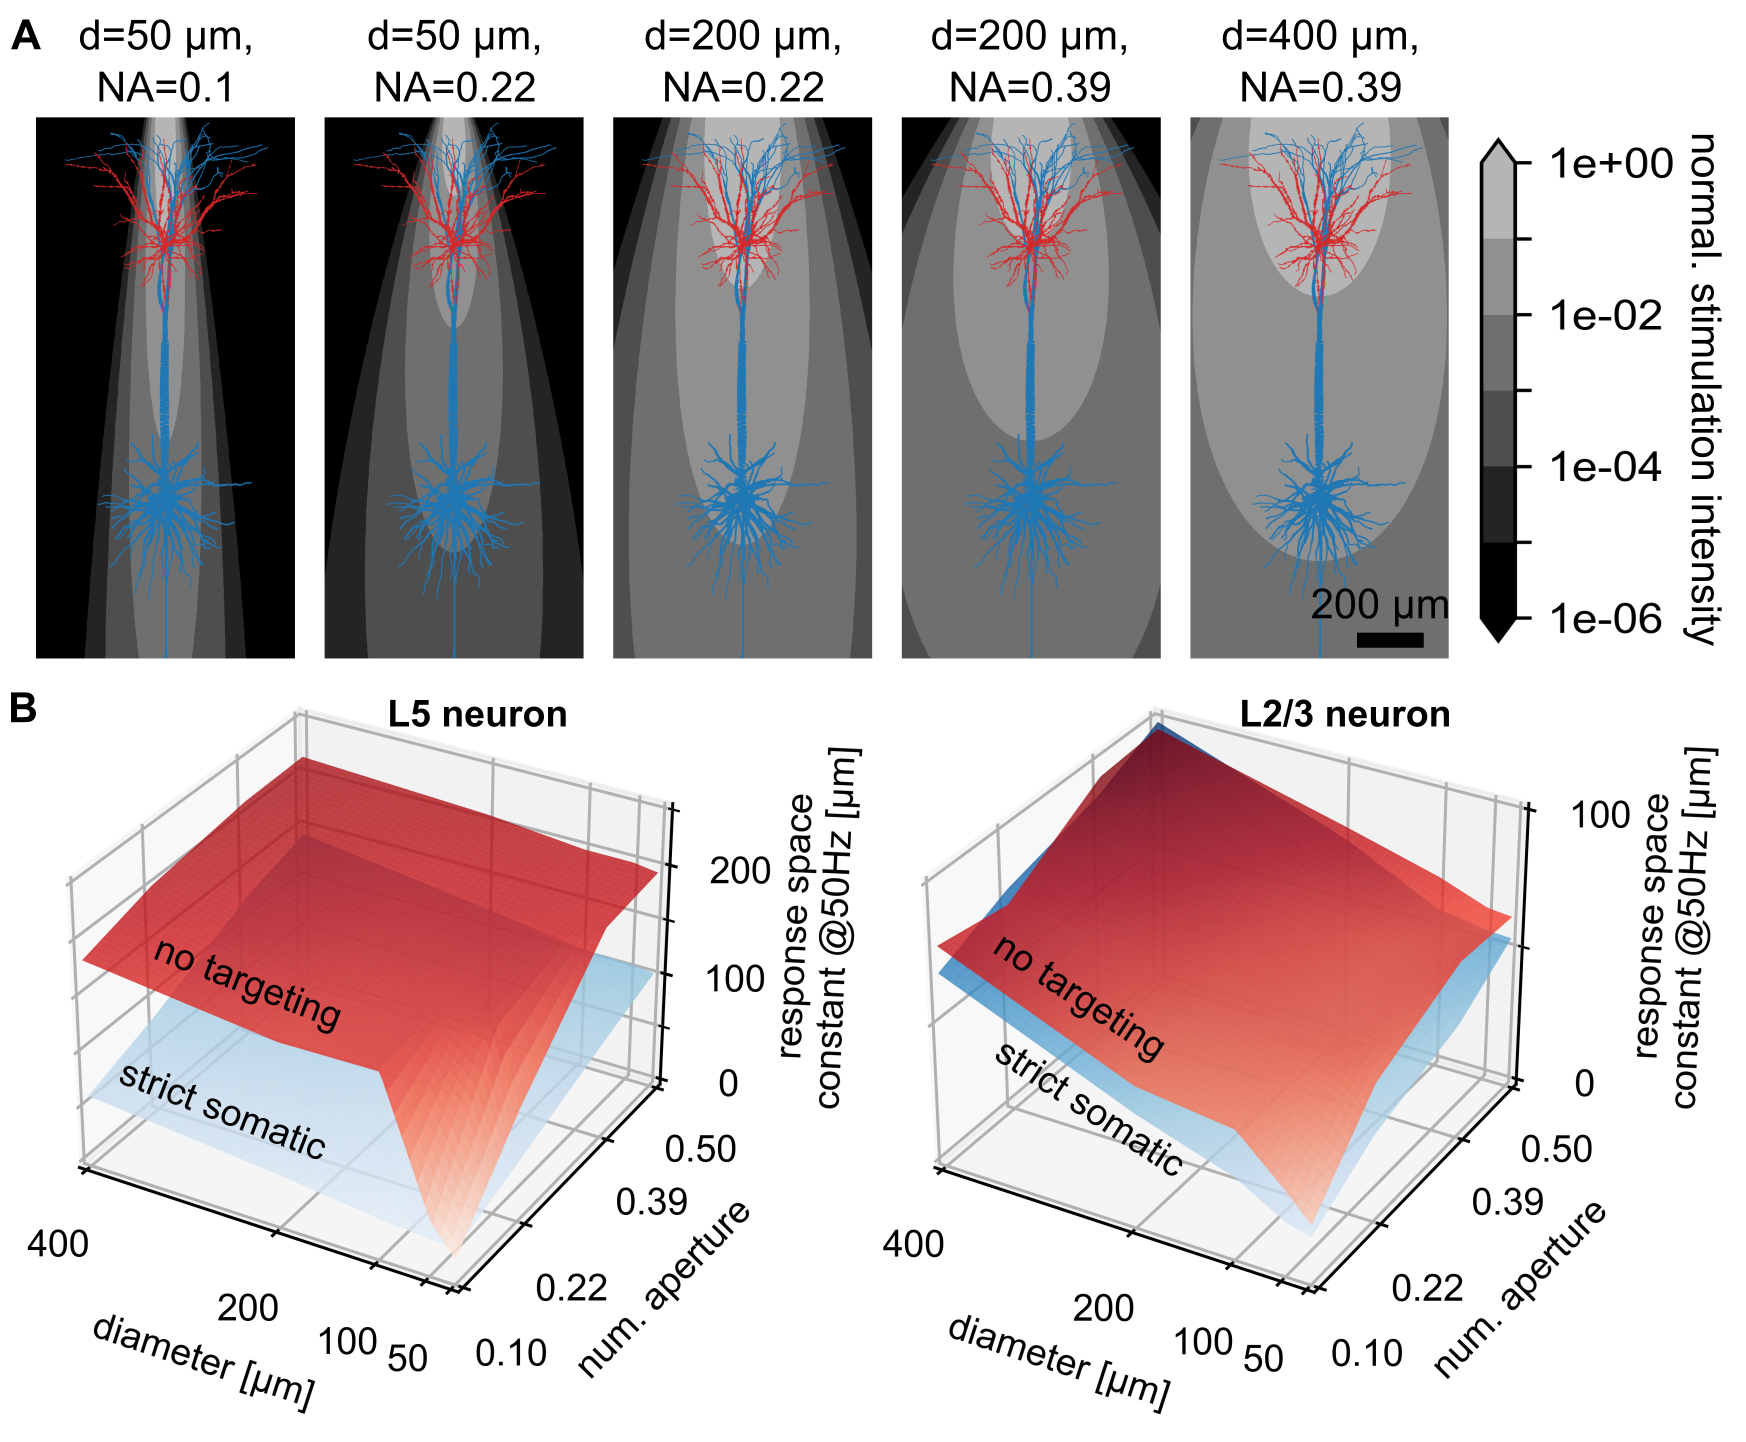 A
d=50 µm,
NA=0.1
d=50 µm,
NA=0.22
d=200 µm,
NA=0.22
d=200 µm,
NA=0.39
d=400 µm,
NA=0.39
200 µm
1e+00
1e-02
1e-04
1e-06
normal. stimulation intensity
B
L5 neuron
no targeting
strict somatic
200
100
0
response space
constant @50Hz [µm]
400
200
100
50
diameter [µm]
0.10
0.22
0.39
0.50
num. aperture
L2/3 neuron
no targeting
strict somatic
100
0
response space
constant @50Hz [µm]
400
200
100
50
diameter [µm]
0.10
0.22
0.39
0.50
num. aperture